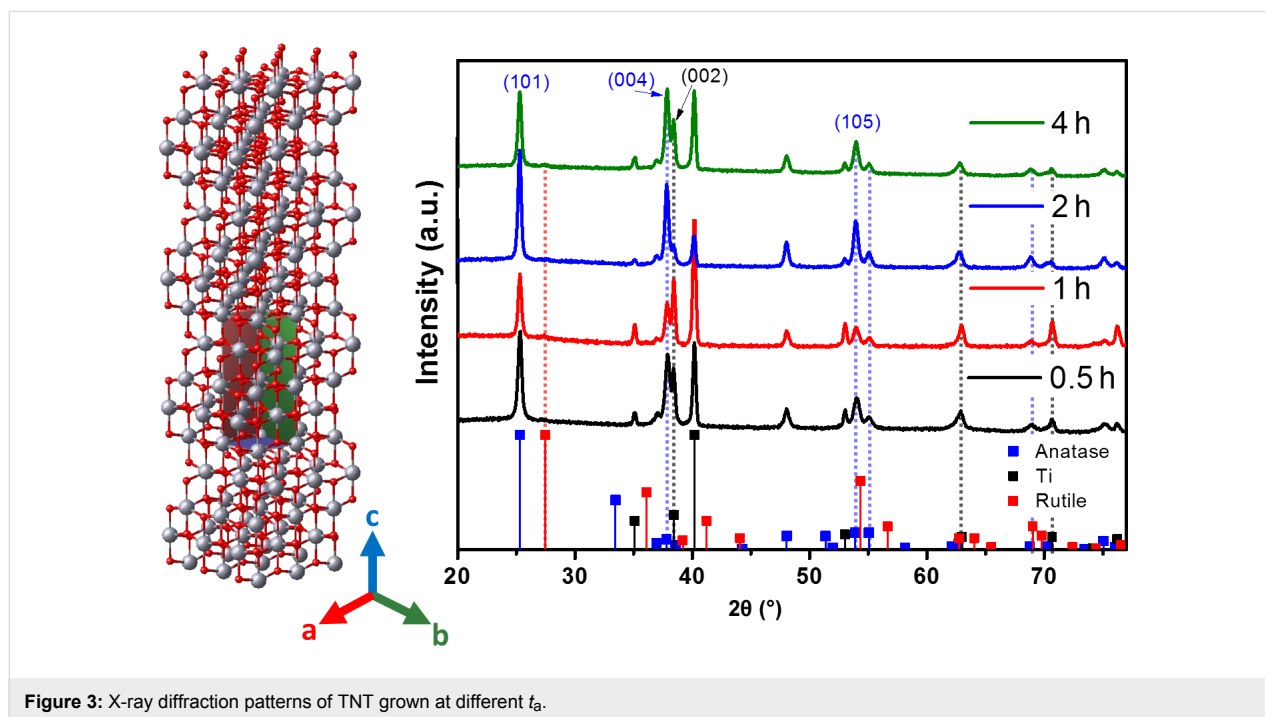 (101)
(004)
(002)
(105)
4 h
2 h
1 h
0.5 h
Intensity (a.u.)
Anatase
Ti
Rutile
20 30 40 50 60 70
2θ (°)
c
a
b
Figure 3: X-ray diffraction patterns of TNT grown at different ta.